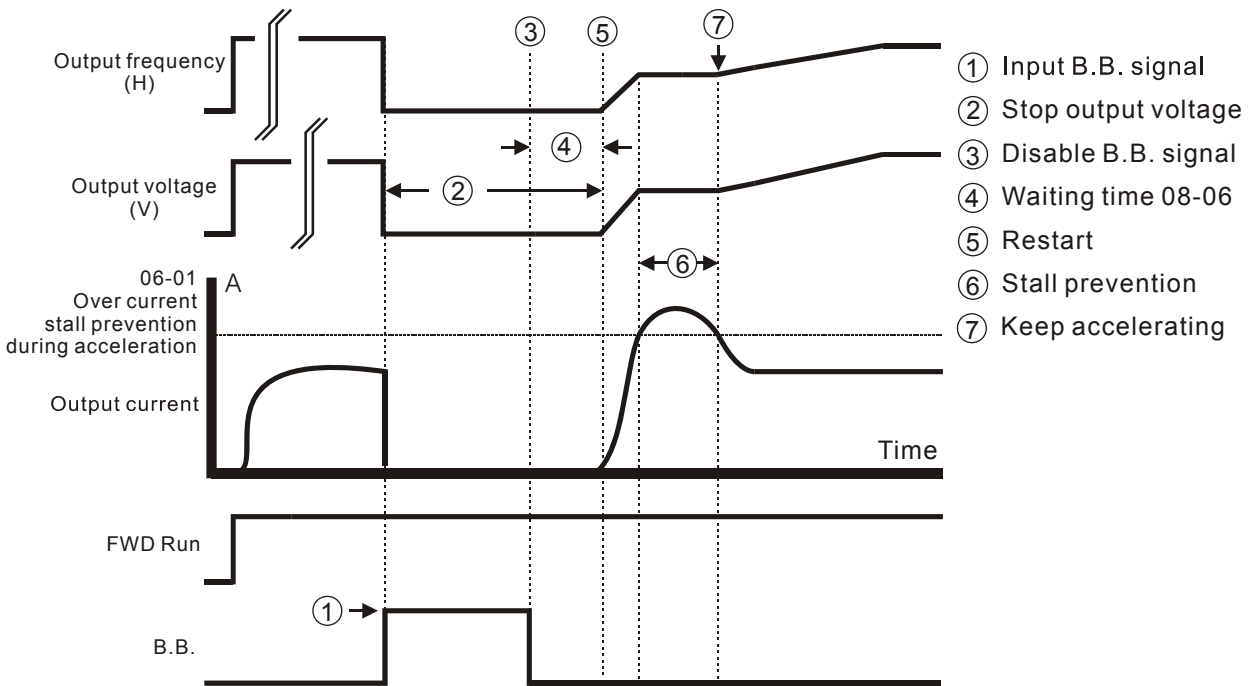 ③
⑤
⑦
Output frequency
(H)
④
① Input B.B. signal
② Stop output voltage
③ Disable B.B. signal
④ Waiting time 08-06
⑤ Restart
⑥ Stall prevention
⑦ Keep accelerating
Output voltage
(V)
②
⑥
06-01
Over current
stall prevention
during acceleration
A
Output current
Time
FWD Run
①
B.B.